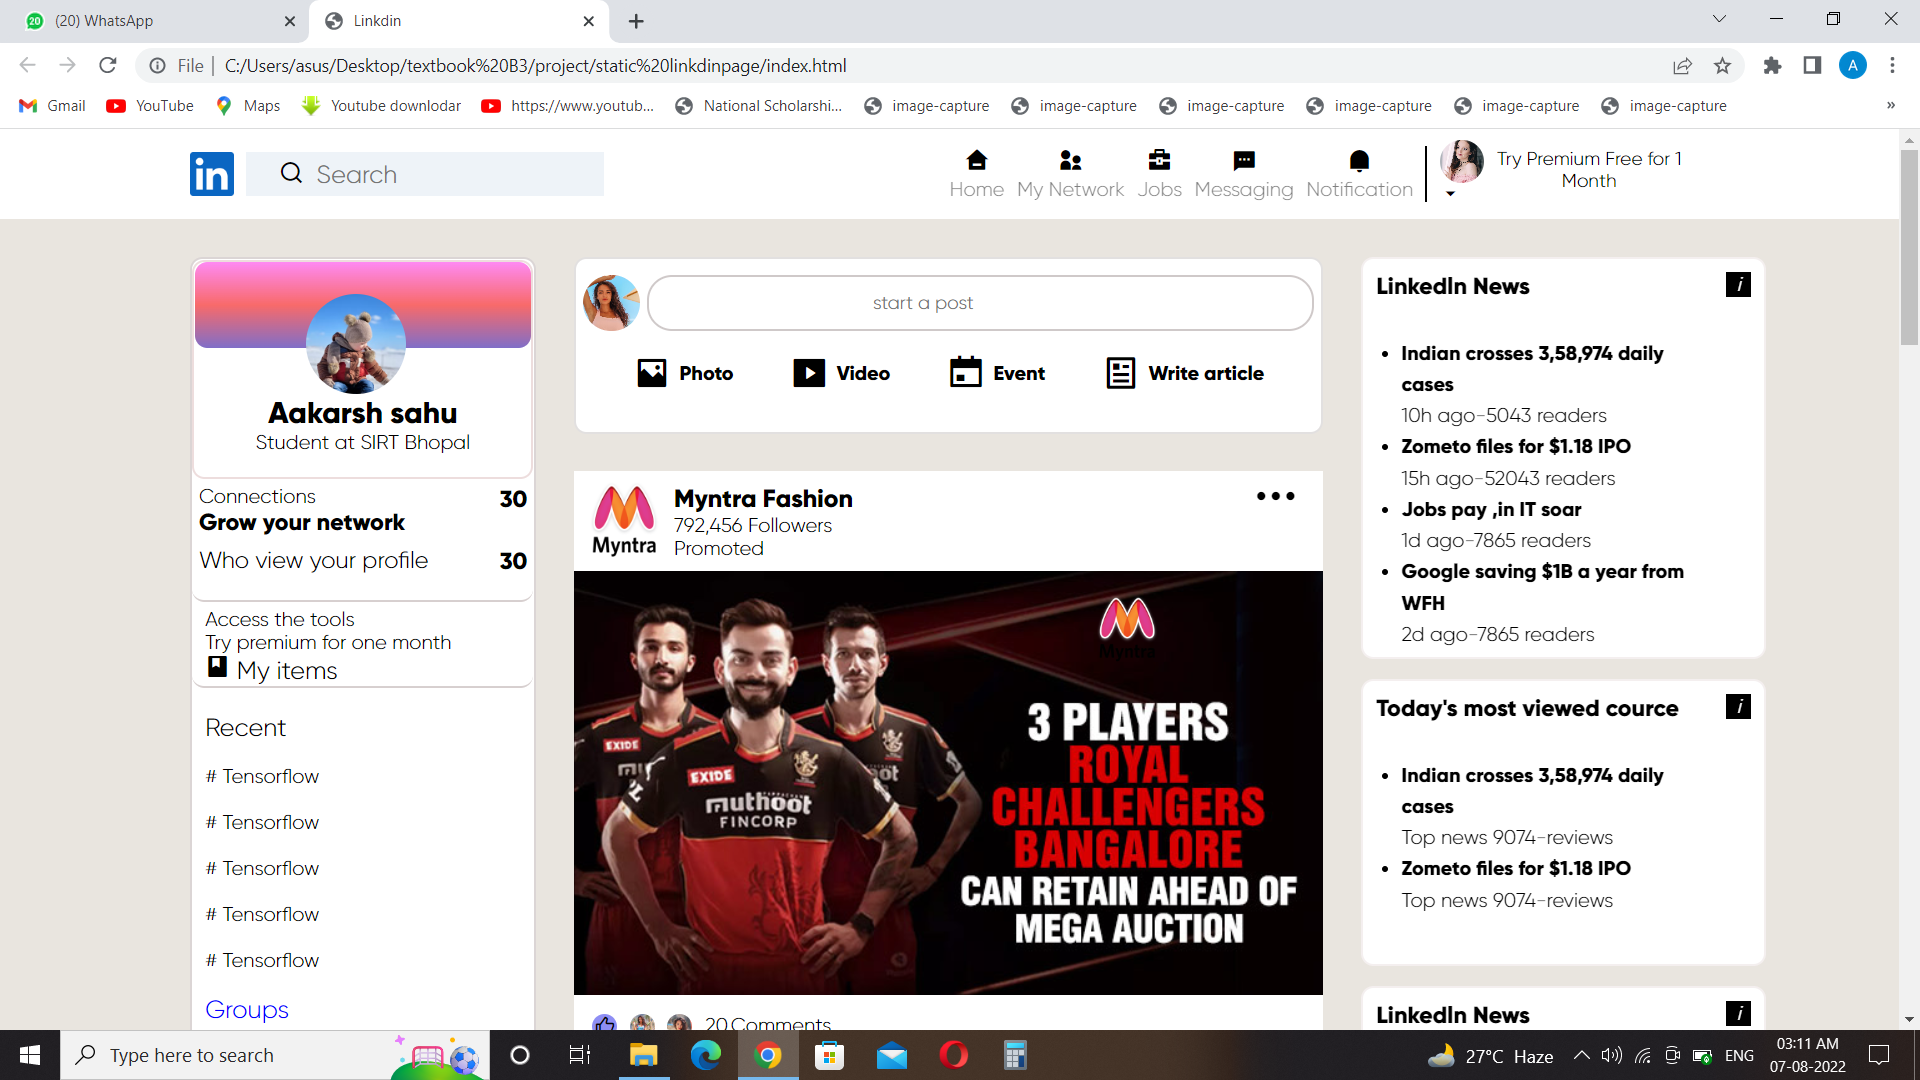 (20) WhatsApp
Linkdin
File
C:/Users/asus/Desktop/textbook%20B3/project/static%20linkdinpage/index.html
A
Gmail
YouTube
Maps
Youtube downlodar
https://www.youtub...
National Scholarshi...
image-capture
image-capture
image-capture
image-capture
image-capture
image-capture
»
in
Search
Home
My Network
Jobs
Messaging
Notification
Try Premium Free for 1
Month
Aakarsh sahu
Student at SIRT Bhopal
Connections
30
Grow your network
Who view your profile
30
Access the tools
Try premium for one month
My items
Recent
# Tensorflow
# Tensorflow
# Tensorflow
# Tensorflow
# Tensorflow
Groups
start a post
Photo
Video
Event
Write article
Myntra
Myntra Fashion
792,456 Followers
Promoted
Myntra
EXIDE
EXIDE
muthoot
FINCORP
3 PLAYERS
ROYAL
CHALLENGERS
BANGALORE
CAN RETAIN AHEAD OF
MEGA AUCTION
20 Comments
LinkedIn News
i
Indian crosses 3,58,974 daily
cases
10h ago-5043 readers
Zometo files for $1.18 IPO
15h ago-52043 readers
Jobs pay ,in IT soar
1d ago-7865 readers
Google saving $1B a year from
WFH
2d ago-7865 readers
Today's most viewed cource
i
Indian crosses 3,58,974 daily
cases
Top news 9074-reviews
Zometo files for $1.18 IPO
Top news 9074-reviews
LinkedIn News
i
Type here to search
27°C Haze
ENG
03:11 AM
07-08-2022